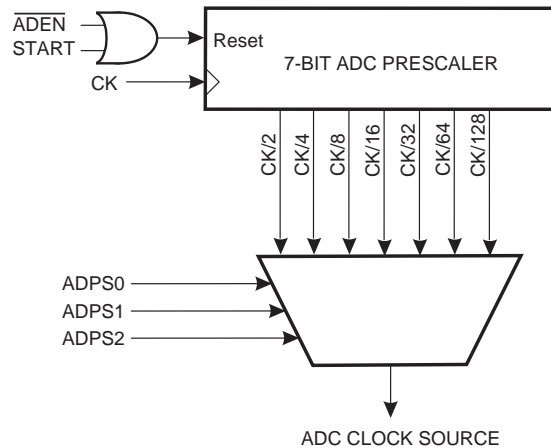 ADEN
START
Reset
7-BIT ADC PRESCALER
CK
CK/2
CK/4
CK/8
CK/16
CK/32
CK/64
CK/128
ADPS0
ADPS1
ADPS2
ADC CLOCK SOURCE